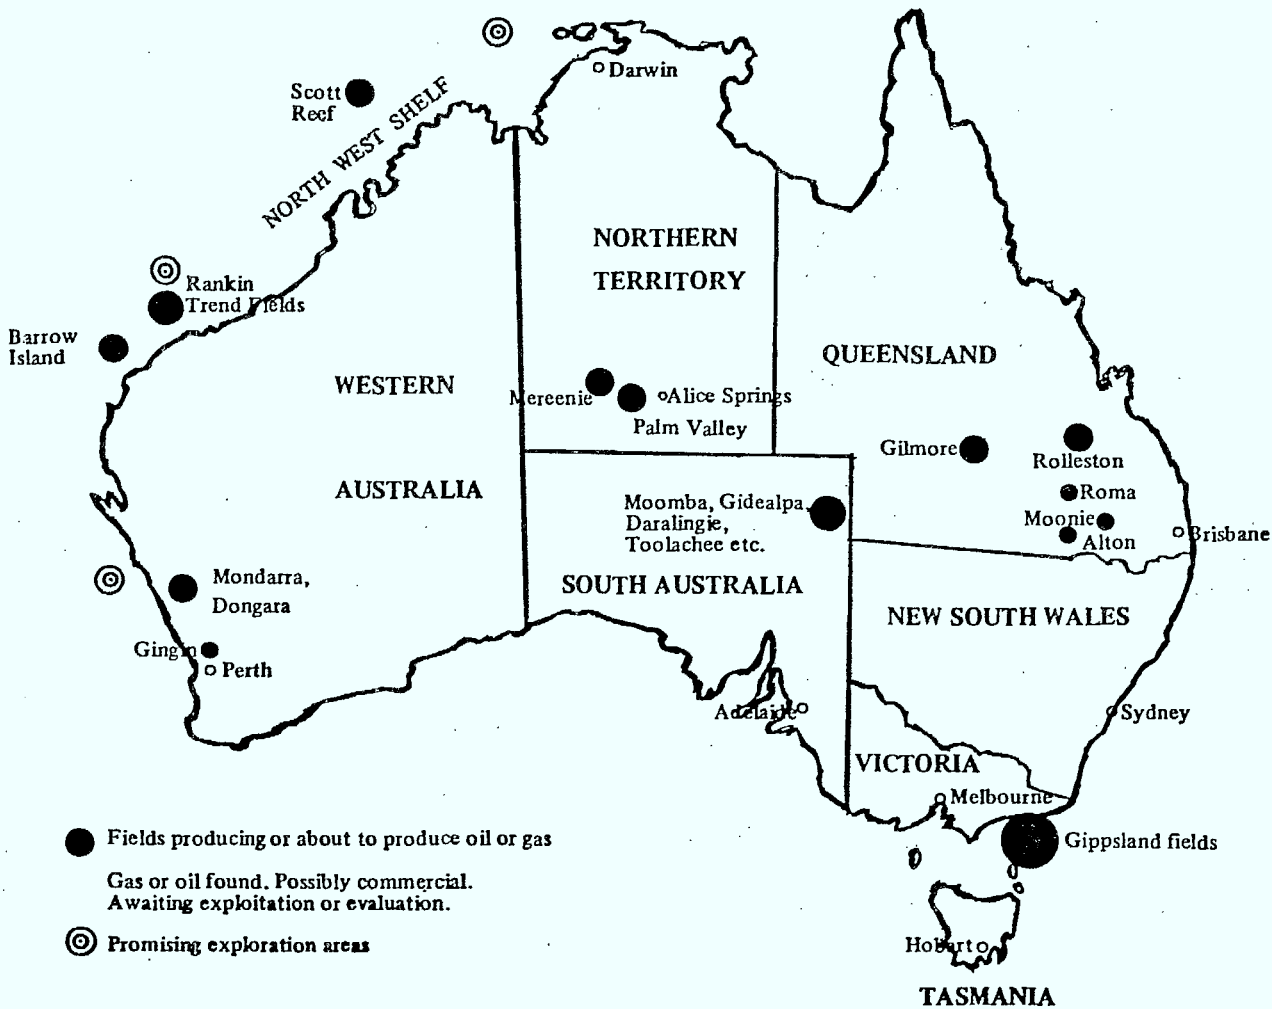 Darwin
Scott
Reef
NORTH WEST SHELF
NORTHERN
TERRITORY
Rankin
Trend Fields
Barrow
Island
QUEENSLAND
WESTERN
Mereenie
Alice Springs
Palm Valley
Gilmore
Rolleston
AUSTRALIA
Moomba, Gidealpa,
Daralingie,
Toolachee etc.
Roma
Moonie
Alton
Brisbane
Mondarra,
Dongara
SOUTH AUSTRALIA
NEW SOUTH WALES
Gingin
Perth
Adelaide
Sydney
VICTORIA
Melbourne
Fields producing or about to produce oil or gas
Gippsland fields
Gas or oil found. Possibly commercial.
Awaiting exploitation or evaluation.
Promising exploration areas
Hobart
TASMANIA